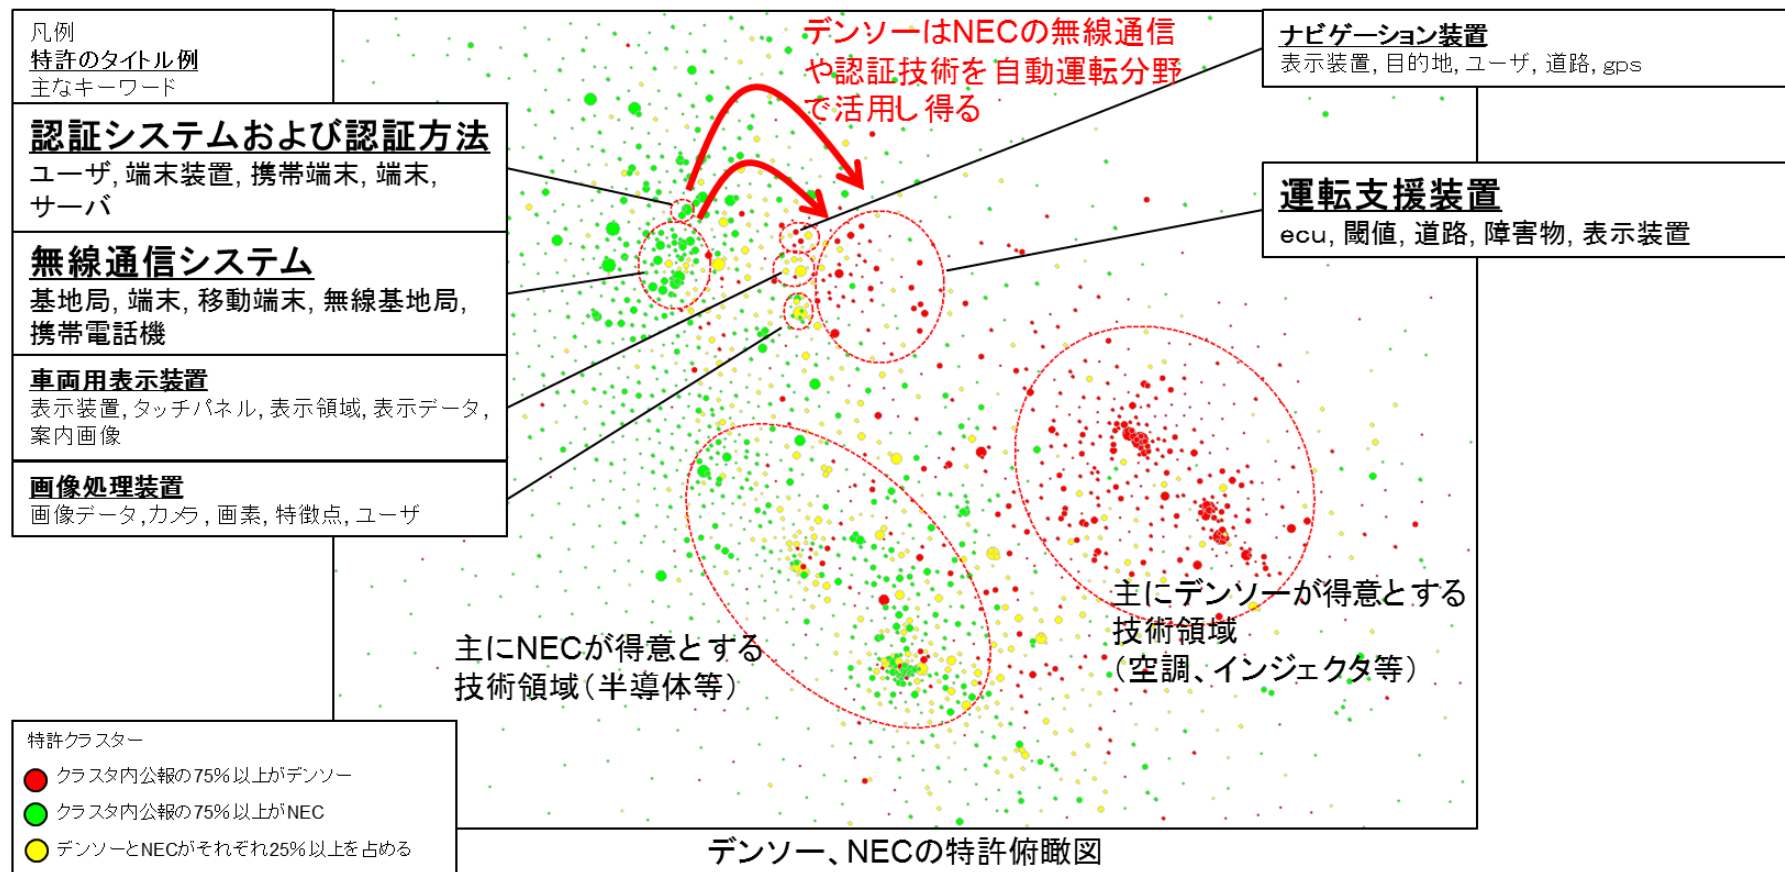 凡例
特許のタイトル例
主なキーワード
認証システムおよび認証方法
ユーザ, 端末装置, 携帯端末, 端末,
サーバ
無線通信システム
基地局, 端末, 移動端末, 無線基地局,
携帯電話機
車両用表示装置
表示装置, タッチパネル, 表示領域, 表示データ,
案内画像
画像処理装置
画像データ, カメラ, 画素, 特徴点, ユーザ
デンソーはNECの無線通信
や認証技術を自動運転分野
で活用し得る
ナビゲーション装置
表示装置, 目的地, ユーザ, 道路, gps
運転支援装置
ecu, 閾値, 道路, 障害物, 表示装置
主にNECが得意とする
技術領域（半導体等）
主にデンソーが得意とする
技術領域
（空調、インジェクタ等）
特許クラスター
クラスタ内公報の75%以上がデンソー
クラスタ内公報の75%以上がNEC
デンソーとNECがそれぞれ25%以上を占める
デンソー、NECの特許俯瞰図